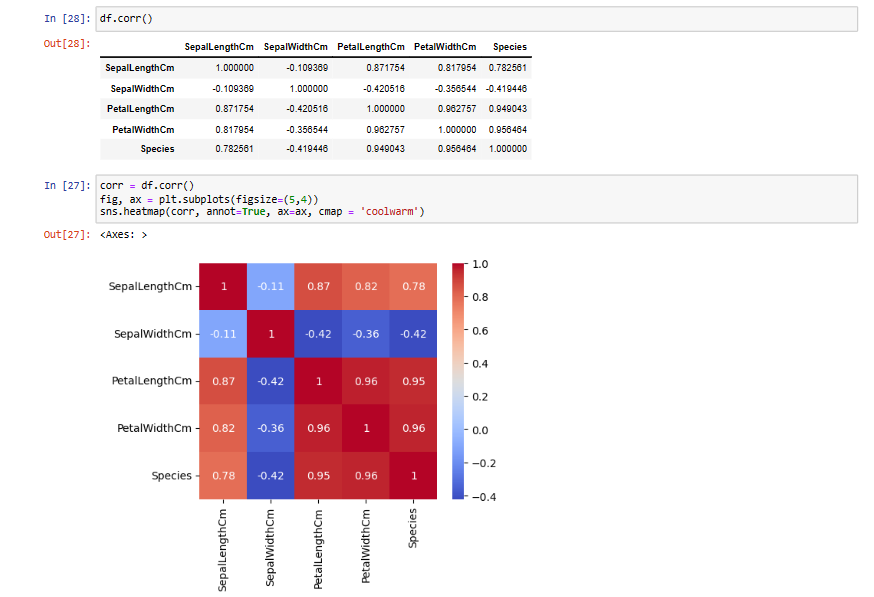 In [28]: df.corr()
Out[28]:
SepalLengthCm SepalWidthCm PetalLengthCm PetalWidthCm Species
SepalLengthCm 1.000000 -0.109369 0.871754 0.817954 0.782561
SepalWidthCm -0.109369 1.000000 -0.420516 -0.356544 -0.419446
PetalLengthCm 0.871754 -0.420516 1.000000 0.962757 0.949043
PetalWidthCm 0.817954 -0.356544 0.962757 1.000000 0.956464
Species 0.782561 -0.419446 0.949043 0.956464 1.000000
In [27]: corr = df.corr()
fig, ax = plt.subplots(figsize=(5,4))
sns.heatmap(corr, annot=True, ax=ax, cmap = 'coolwarm')
Out[27]: <Axes: >
SepalLengthCm 1 -0.11 0.87 0.82 0.78
SepalWidthCm -0.11 1 -0.42 -0.36 -0.42
PetalLengthCm 0.87 -0.42 1 0.96 0.95
PetalWidthCm 0.82 -0.36 0.96 1 0.96
Species 0.78 -0.42 0.95 0.96 1
SepalLengthCm
SepalWidthCm
PetalLengthCm
PetalWidthCm
Species
1.0
0.8
0.6
0.4
0.2
0.0
−0.2
−0.4